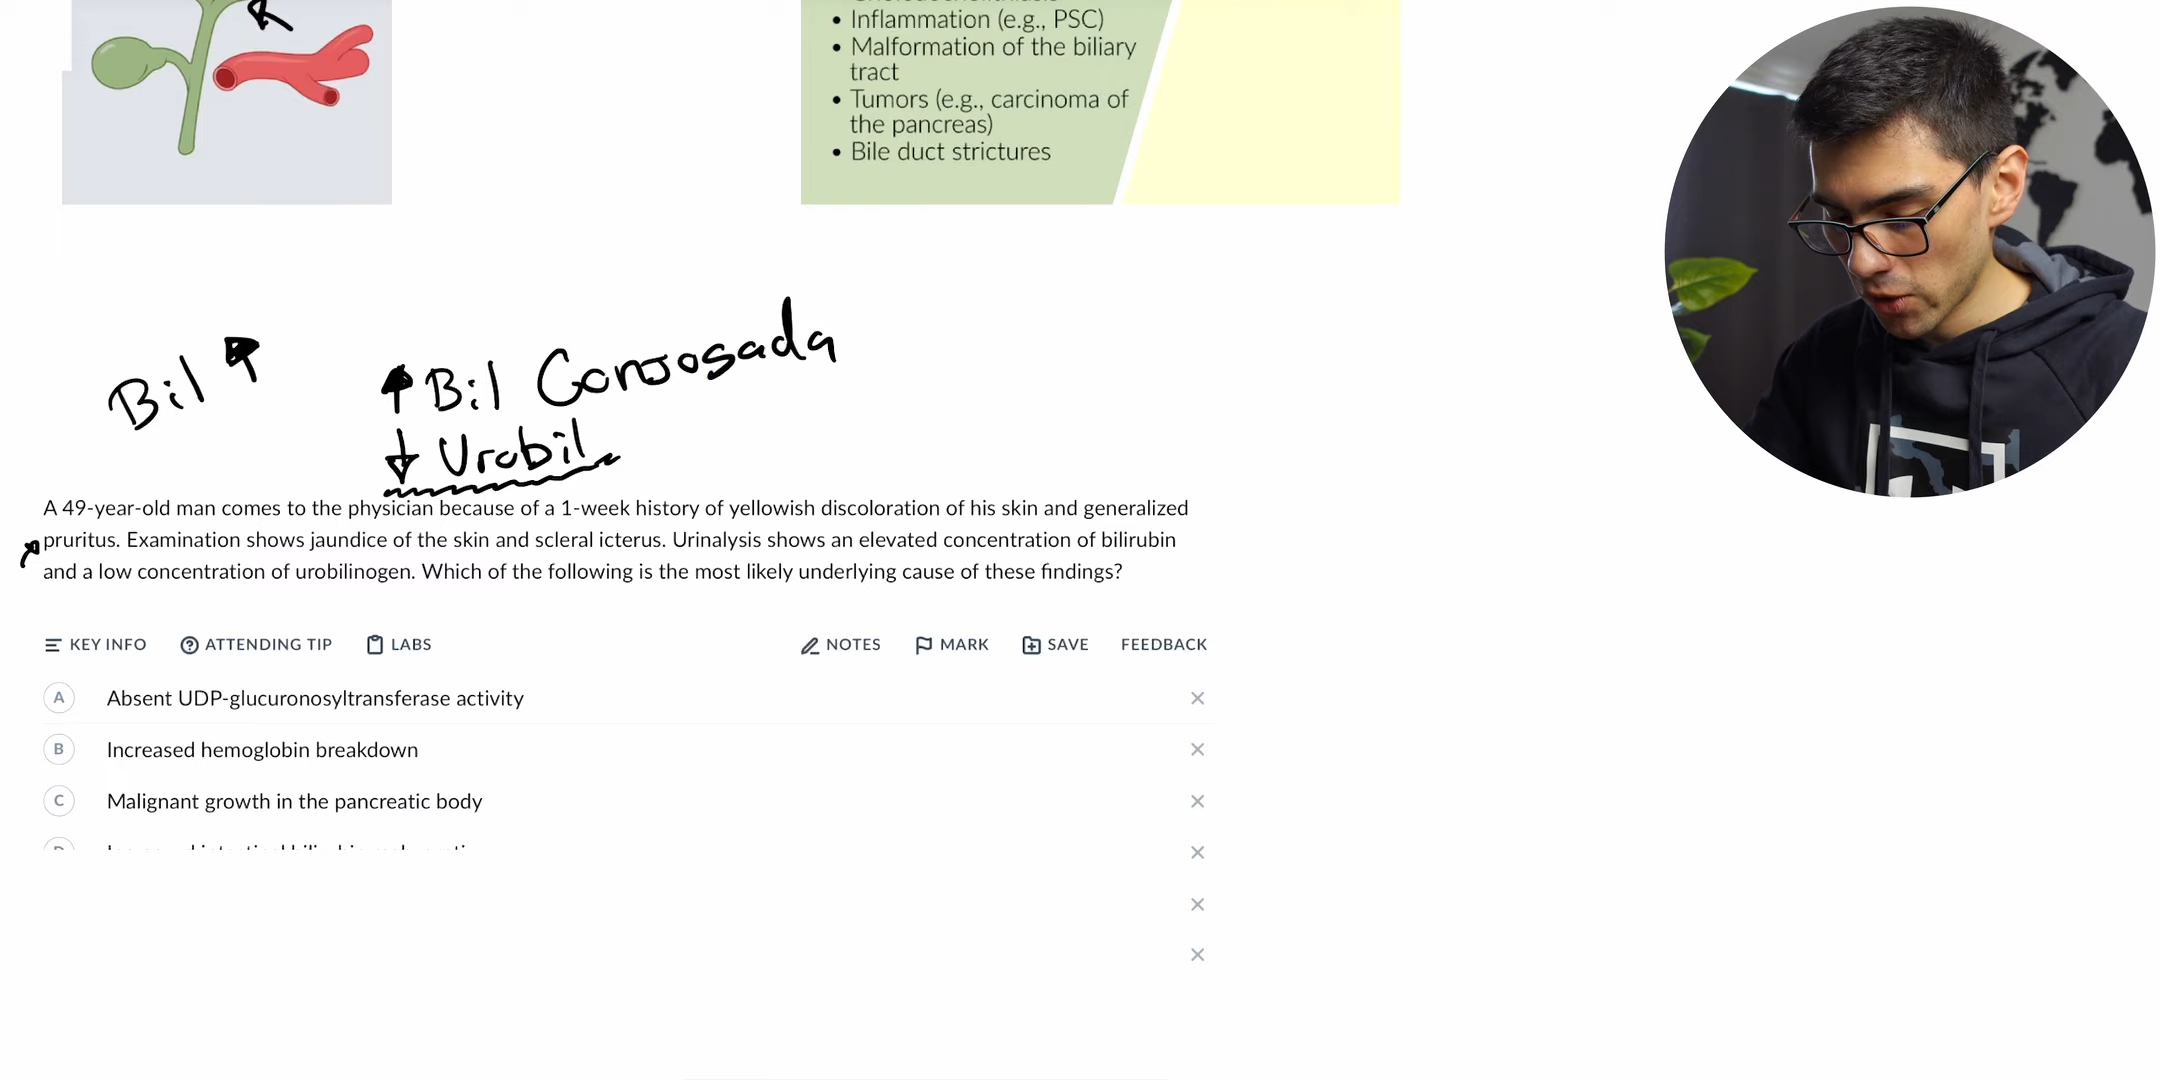 • Inflammation (e.g., PSC)
• Malformation of the biliary
tract
• Tumors (e.g., carcinoma of
the pancreas)
• Bile duct strictures
Bil ↑
↑ Bil Conjogada
↓ Urobil
A 49-year-old man comes to the physician because of a 1-week history of yellowish discoloration of his skin and generalized
pruritus. Examination shows jaundice of the skin and scleral icterus. Urinalysis shows an elevated concentration of bilirubin
and a low concentration of urobilinogen. Which of the following is the most likely underlying cause of these findings?
KEY INFO ATTENDING TIP LABS NOTES MARK SAVE FEEDBACK
A Absent UDP-glucuronosyltransferase activity
B Increased hemoglobin breakdown
C Malignant growth in the pancreatic body